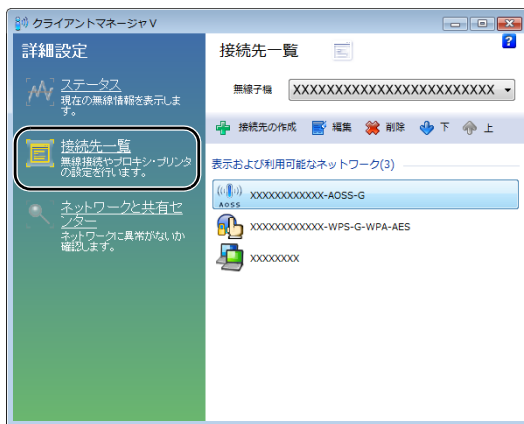 クライアントマネージャV
詳細設定
ステータス
現在の無線情報を表示しま
す。
接続先一覧
無線接続やプロキシ・プリンタ
の設定を行います。
ネットワークと共有セ
ンター
ネットワークに異常がないか
確認します。
接続先一覧
?
無線子機 XXXXXXXXXXXXXXXXXXXXXXXXX
接続先の作成 編集 削除 下 上
表示および利用可能なネットワーク(3)
AOSS XXXXXXXXXXXX-AOSS-G
XXXXXXXXXXXX-WPS-G-WPA-AES
XXXXXXXX